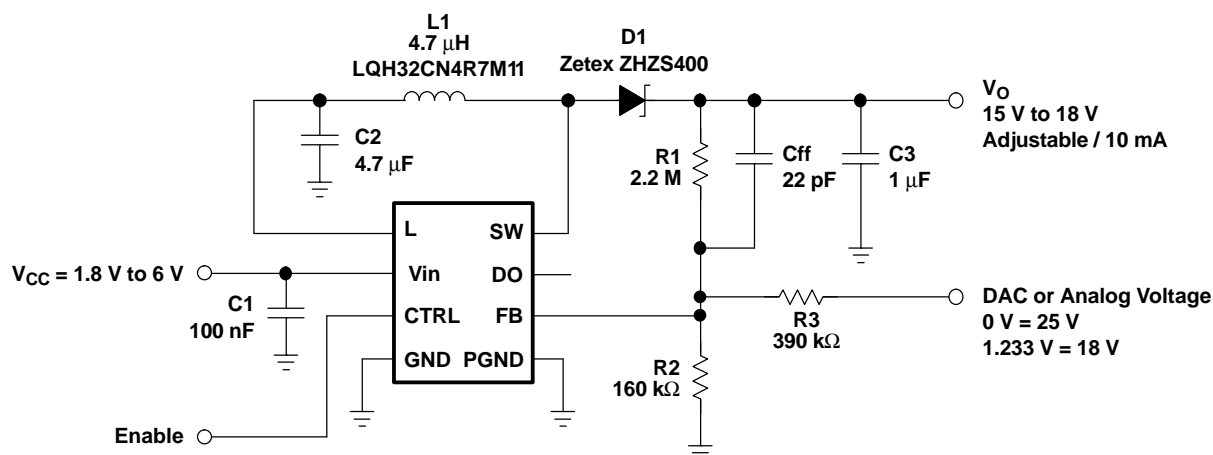 L1
4.7 μH
LQH32CN4R7M11
D1
Zetex ZHZS400
VO
15 V to 18 V
Adjustable / 10 mA
C2
4.7 μF
R1
2.2 M
Cff
22 pF
C3
1 μF
L
SW
VCC = 1.8 V to 6 V
Vin
DO
C1
100 nF
CTRL
FB
GND
PGND
R3
390 kΩ
DAC or Analog Voltage
0 V = 25 V
1.233 V = 18 V
R2
160 kΩ
Enable